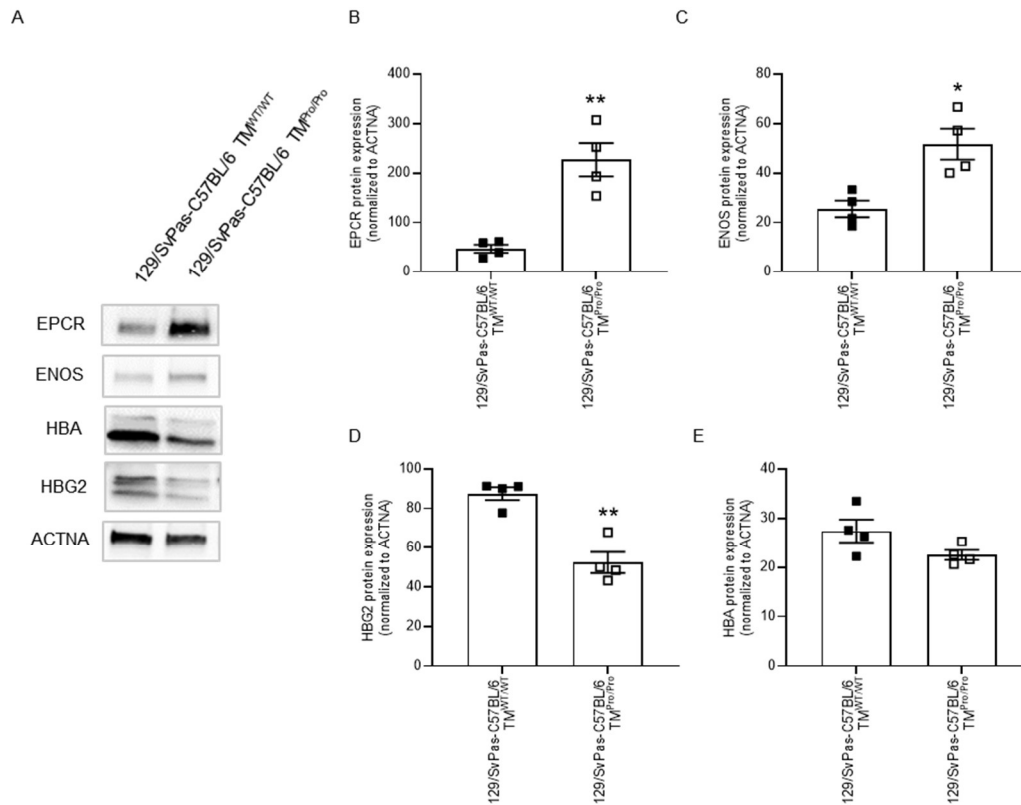 A
129/SvPas-C57BL/6 TM^WT/WT
129/SvPas-C57BL/6 TM^Pro/Pro
EPCR
ENOS
HBA
HBG2
ACTNA
B
EPCR protein expression
(normalized to ACTNA)
400
300
200
100
0
**
129/SvPas-C57BL/6
TM^WT/WT
129/SvPas-C57BL/6
TM^Pro/Pro
C
ENOS protein expression
(normalized to ACTNA)
80
60
40
20
0
*
129/SvPas-C57BL/6
TM^WT/WT
129/SvPas-C57BL/6
TM^Pro/Pro
D
HBG2 protein expression
(normalized to ACTNA)
100
80
60
40
20
0
**
129/SvPas-C57BL/6
TM^WT/WT
129/SvPas-C57BL/6
TM^Pro/Pro
E
HBA protein expression
(normalized to ACTNA)
40
30
20
10
0
129/SvPas-C57BL/6
TM^WT/WT
129/SvPas-C57BL/6
TM^Pro/Pro